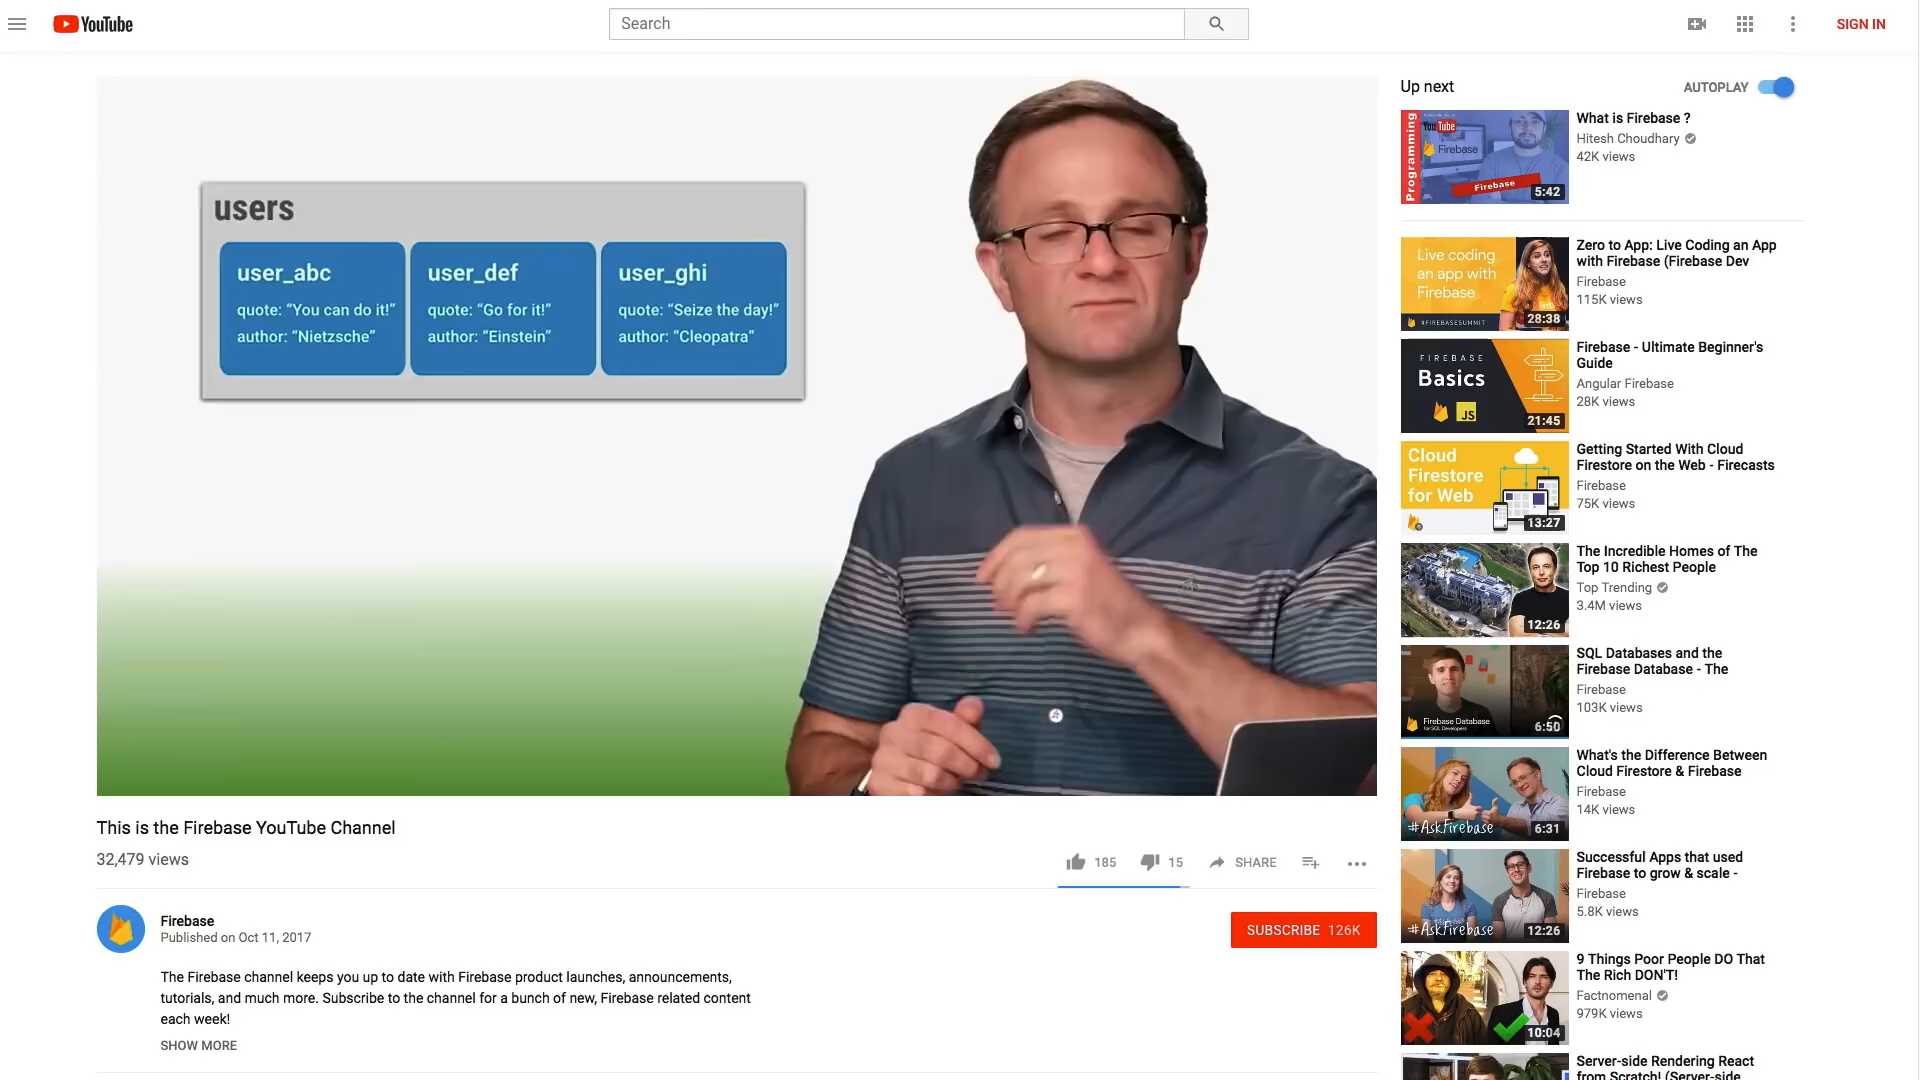 YouTube
Search
SIGN IN
users
user_abc
quote: “You can do it!”
author: “Nietzsche”
user_def
quote: “Go for it!”
author: “Einstein”
user_ghi
quote: “Seize the day!”
author: “Cleopatra”
This is the Firebase YouTube Channel
32,479 views
185
15
SHARE
Firebase
Published on Oct 11, 2017
SUBSCRIBE 126K
The Firebase channel keeps you up to date with Firebase product launches, announcements,
tutorials, and much more. Subscribe to the channel for a bunch of new, Firebase related content
each week!
SHOW MORE
Up next
AUTOPLAY
Programming
YouTube
Firebase
Firebase
5:42
What is Firebase ?
Hitesh Choudhary
42K views
Live coding
an app with
Firebase
#FIREBASESUMMIT
28:38
Zero to App: Live Coding an App
with Firebase (Firebase Dev
Firebase
115K views
FIREBASE
Basics
JS
21:45
Firebase - Ultimate Beginner's
Guide
Angular Firebase
28K views
Cloud
Firestore
for Web
13:27
Getting Started With Cloud
Firestore on the Web - Firecasts
Firebase
75K views
12:26
The Incredible Homes of The
Top 10 Richest People
Top Trending
3.4M views
Firebase Database
for SQL Developers
6:50
SQL Databases and the
Firebase Database - The
Firebase
103K views
#AskFirebase
6:31
What's the Difference Between
Cloud Firestore & Firebase
Firebase
14K views
#AskFirebase
12:26
Successful Apps that used
Firebase to grow & scale -
Firebase
5.8K views
10:04
9 Things Poor People DO That
The Rich DON'T!
Factnomenal
979K views
Server-side Rendering React
from Scratch! (Server-side